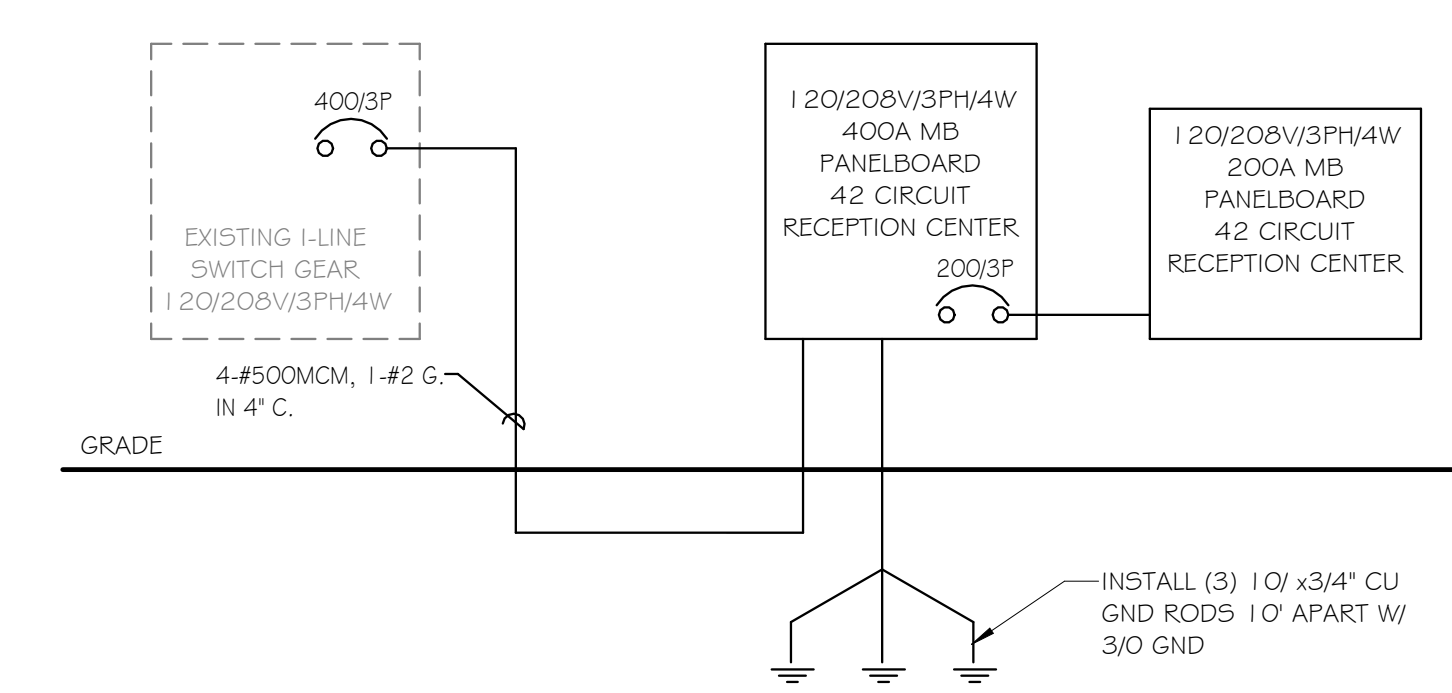 400/3P
EXISTING I-LINE
SWITCH GEAR
120/208V/3PH/4W
120/208V/3PH/4W
400A MB
PANELBOARD
42 CIRCUIT
RECEPTION CENTER
200/3P
120/208V/3PH/4W
200A MB
PANELBOARD
42 CIRCUIT
RECEPTION CENTER
4-#500MCM, 1-#2 G.
IN 4" C.
GRADE
INSTALL (3) 10/ x3/4" CU
GND RODS 10' APART W/
3/0 GND